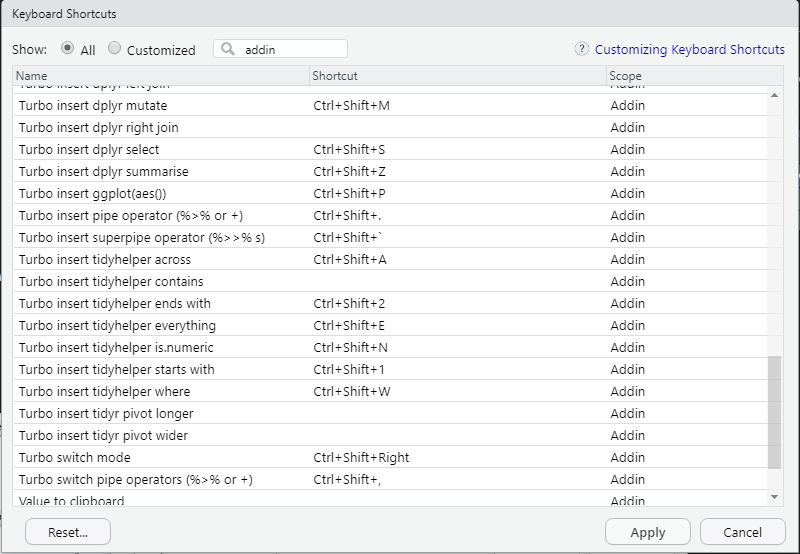 Keyboard Shortcuts
Show: All Customized addin ? Customizing Keyboard Shortcuts
Name Shortcut Scope
Turbo insert dplyr left join Addin
Turbo insert dplyr mutate Ctrl+Shift+M Addin
Turbo insert dplyr right join Addin
Turbo insert dplyr select Ctrl+Shift+S Addin
Turbo insert dplyr summarise Ctrl+Shift+Z Addin
Turbo insert ggplot(aes()) Ctrl+Shift+P Addin
Turbo insert pipe operator (%>% or +) Ctrl+Shift+. Addin
Turbo insert superpipe operator (%>>% s) Ctrl+Shift+` Addin
Turbo insert tidyhelper across Ctrl+Shift+A Addin
Turbo insert tidyhelper contains Addin
Turbo insert tidyhelper ends with Ctrl+Shift+2 Addin
Turbo insert tidyhelper everything Ctrl+Shift+E Addin
Turbo insert tidyhelper is.numeric Ctrl+Shift+N Addin
Turbo insert tidyhelper starts with Ctrl+Shift+1 Addin
Turbo insert tidyhelper where Ctrl+Shift+W Addin
Turbo insert tidyr pivot longer Addin
Turbo insert tidyr pivot wider Addin
Turbo switch mode Ctrl+Shift+Right Addin
Turbo switch pipe operators (%>% or +) Ctrl+Shift+, Addin
Value to clipboard Addin
Reset... Apply Cancel